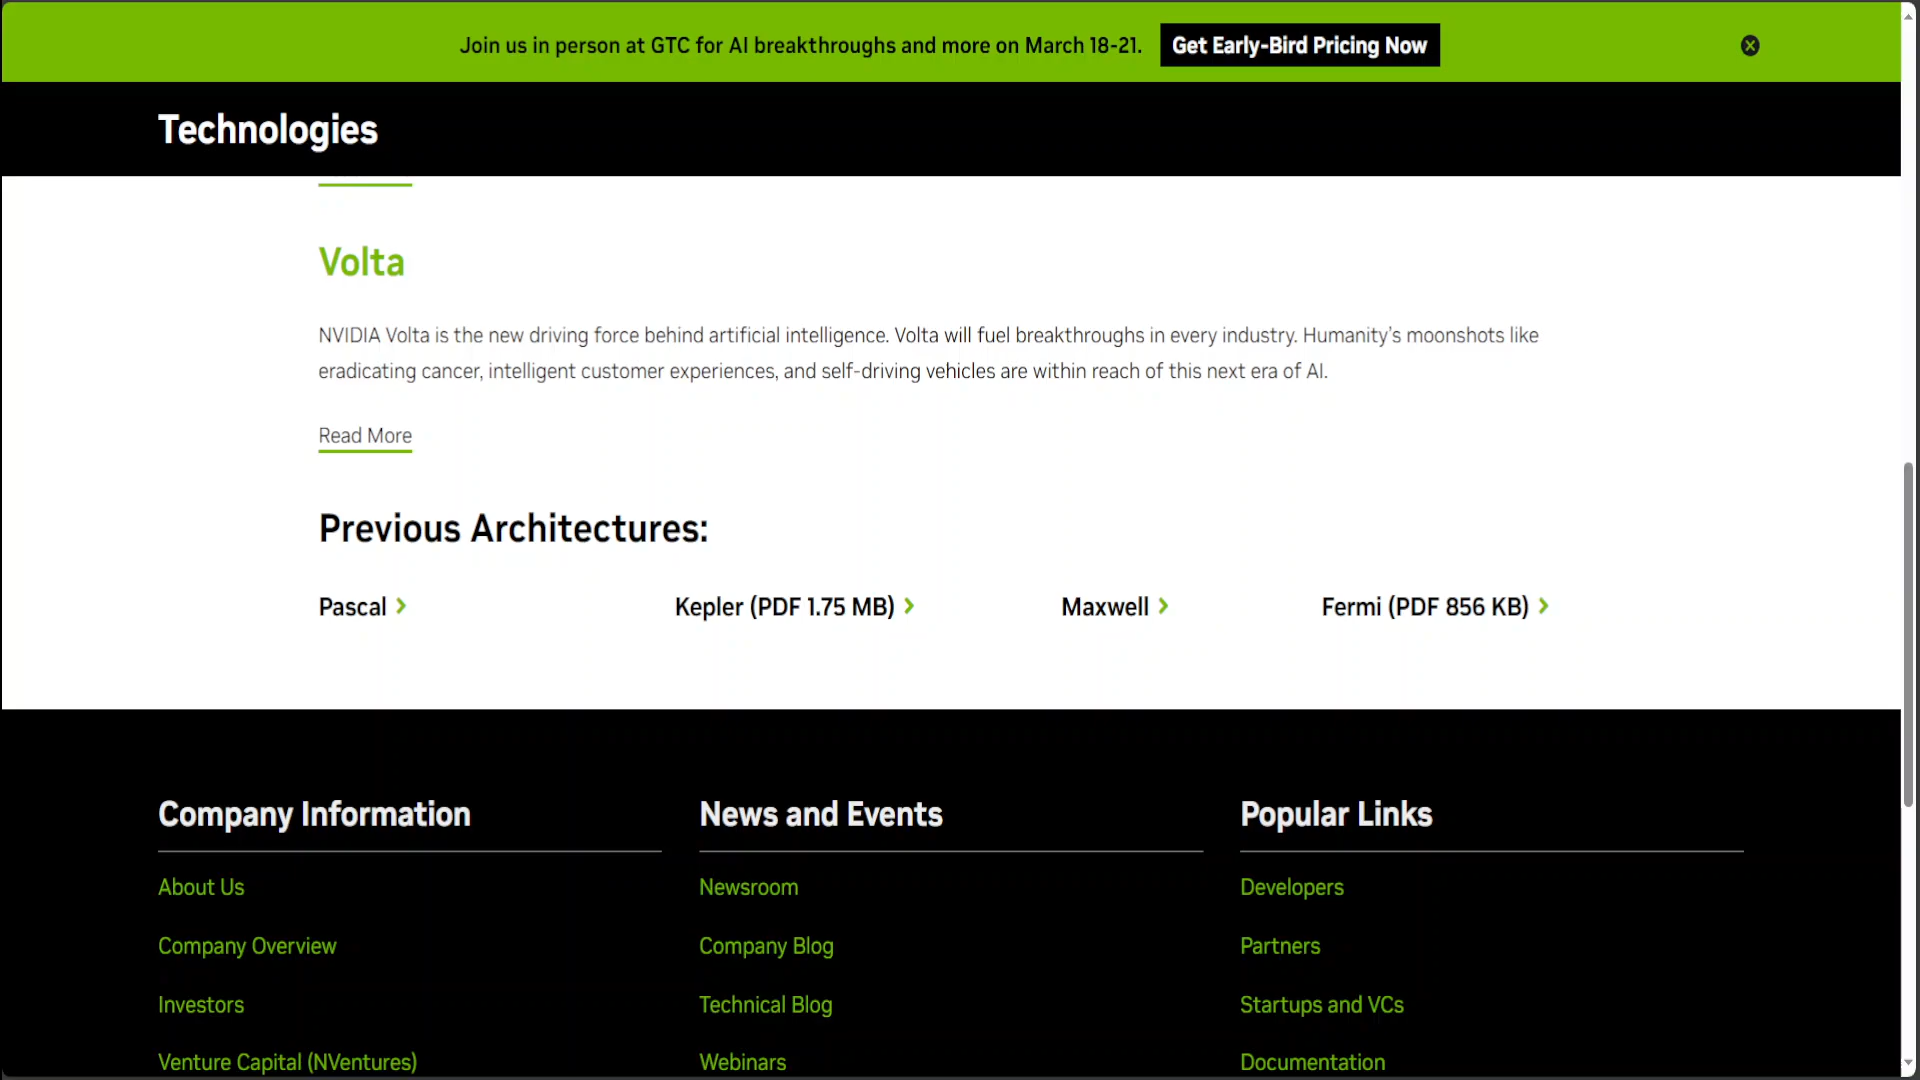 Join us in person at GTC for AI breakthroughs and more on March 18-21. Get Early-Bird Pricing Now
Technologies
Volta
NVIDIA Volta is the new driving force behind artificial intelligence. Volta will fuel breakthroughs in every industry. Humanity’s moonshots like
eradicating cancer, intelligent customer experiences, and self-driving vehicles are within reach of this next era of AI.
Read More
Previous Architectures:
Pascal Kepler (PDF 1.75 MB) Maxwell Fermi (PDF 856 KB)
Company Information
About Us
Company Overview
Investors
Venture Capital (NVentures)
News and Events
Newsroom
Company Blog
Technical Blog
Webinars
Popular Links
Developers
Partners
Startups and VCs
Documentation